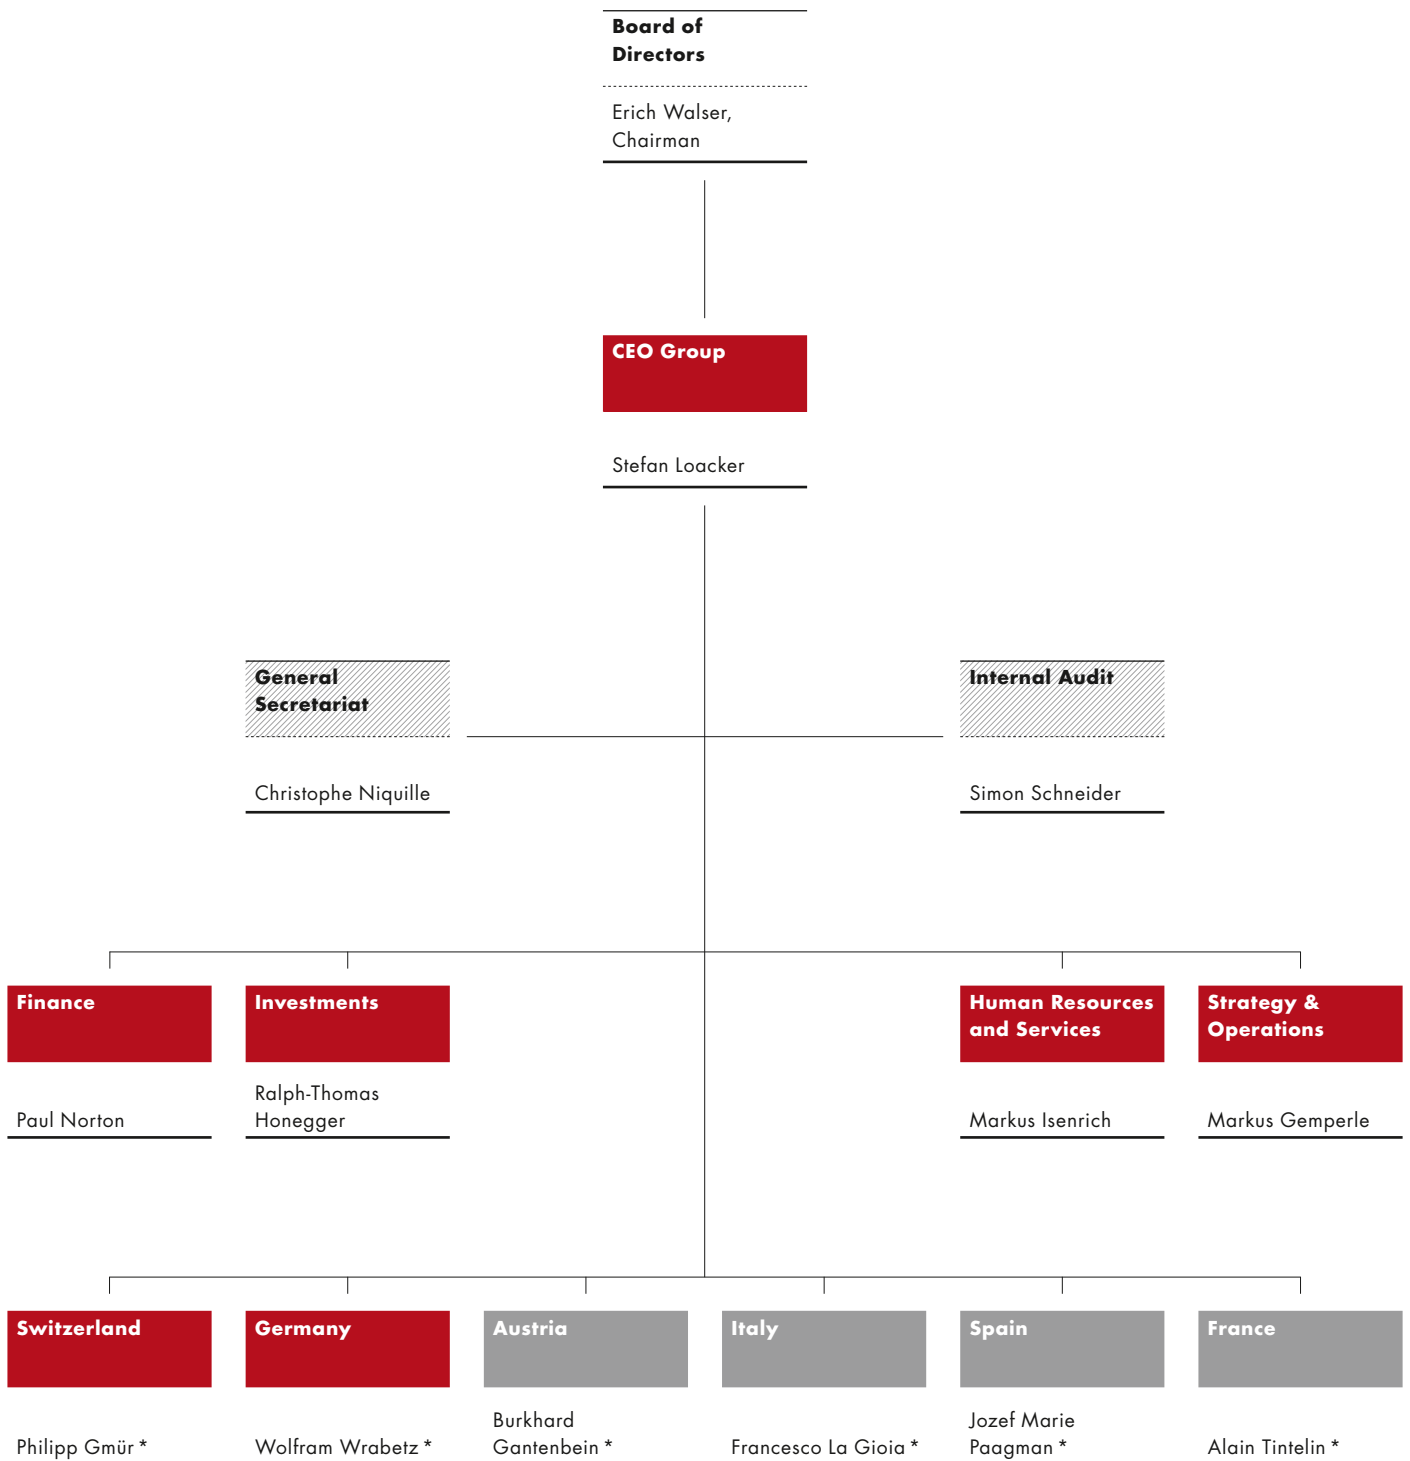 Board of
Directors
Erich Walser,
Chairman
CEO Group
Stefan Loacker
General
Secretariat
Christophe Niquille
Internal Audit
Simon Schneider
Finance
Paul Norton
Investments
Ralph-Thomas
Honegger
Human Resources
and Services
Markus Isenrich
Strategy &
Operations
Markus Gemperle
Switzerland
Philipp Gmür *
Germany
Wolfram Wrabetz *
Austria
Burkhard
Gantenbein *
Italy
Francesco La Gioia *
Spain
Jozef Marie
Paagman *
France
Alain Tintelin *